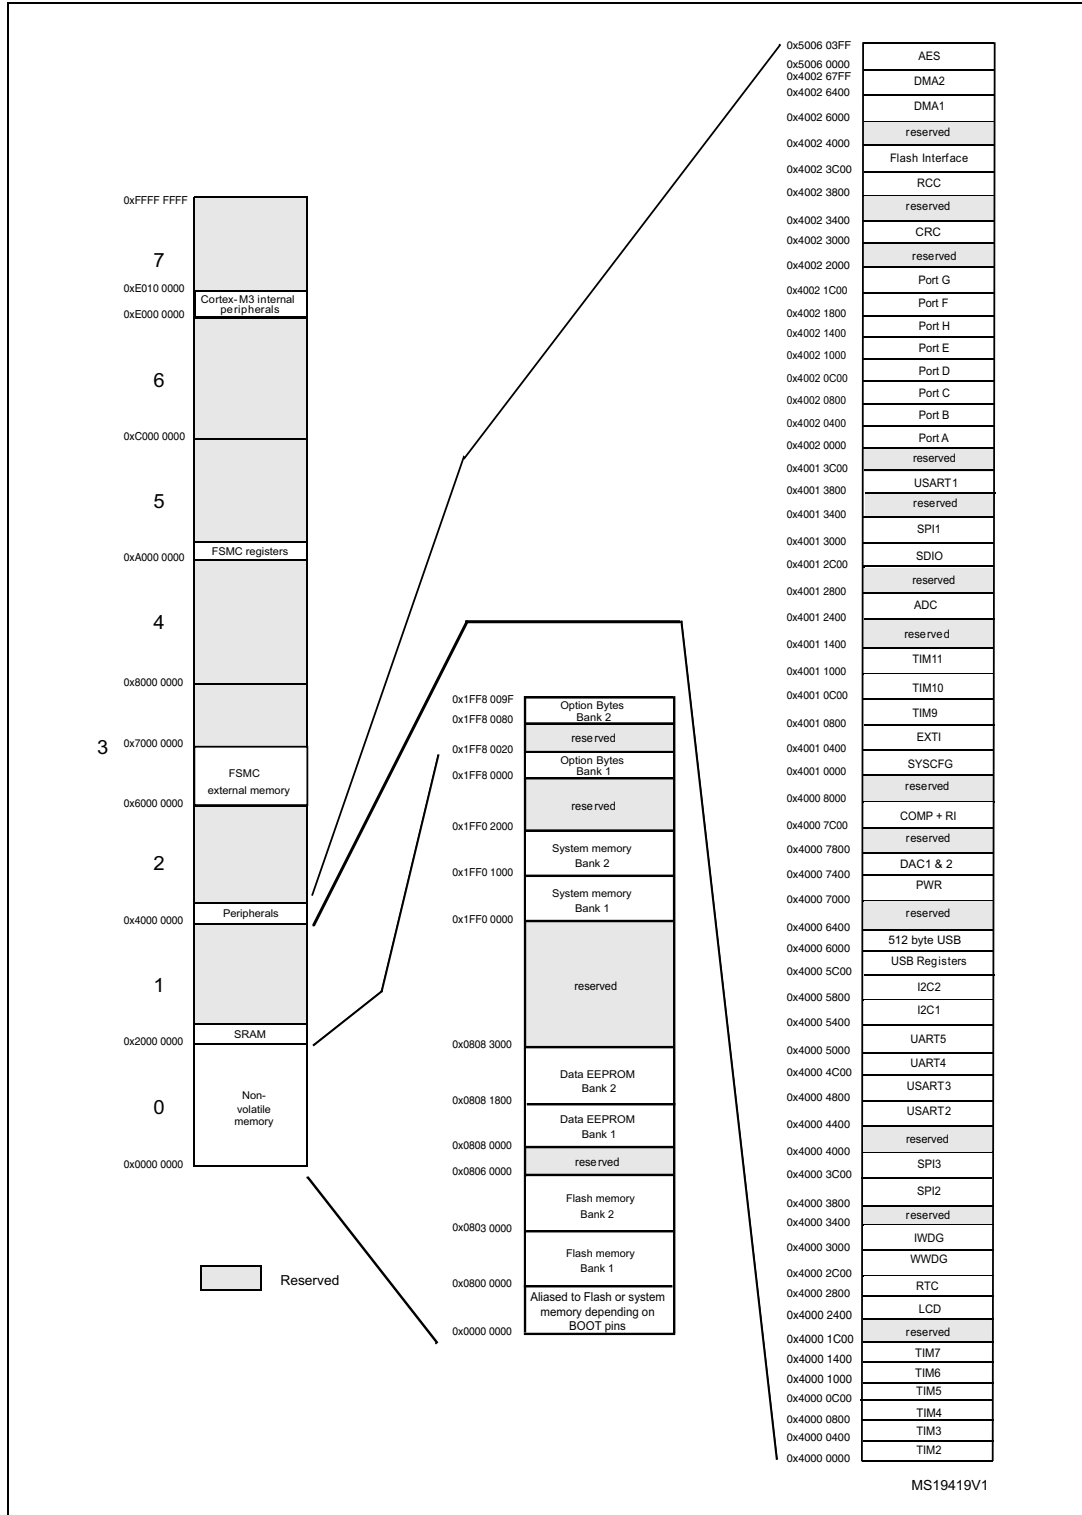 0xFFFF FFFF
7
0xE010 0000
Cortex-M3 internal
peripherals
0xE000 0000
6
0xC000 0000
5
FSMC registers
0xA000 0000
4
0x8000 0000
3
0x7000 0000
FSMC
external memory
0x6000 0000
2
Peripherals
0x4000 0000
1
SRAM
0x2000 0000
Non-
volatile
memory
0
0x0000 0000
Reserved
0x1FF8 009F
Option Bytes
Bank 2
0x1FF8 0080
reserved
0x1FF8 0020
Option Bytes
Bank 1
0x1FF8 0000
reserved
0x1FF0 2000
System memory
Bank 2
0x1FF0 1000
System memory
Bank 1
0x1FF0 0000
reserved
0x0808 3000
Data EEPROM
Bank 2
0x0808 1800
Data EEPROM
Bank 1
0x0808 0000
reserved
0x0806 0000
Flash memory
Bank 2
0x0803 0000
Flash memory
Bank 1
0x0800 0000
Aliased to Flash or system
memory depending on
BOOT pins
0x0000 0000
0x5006 03FF
AES
0x5006 0000
0x4002 67FF
DMA2
0x4002 6400
DMA1
0x4002 6000
reserved
0x4002 4000
Flash Interface
0x4002 3C00
RCC
0x4002 3800
reserved
0x4002 3400
CRC
0x4002 3000
reserved
0x4002 2000
Port G
0x4002 1C00
Port F
0x4002 1800
Port H
0x4002 1400
Port E
0x4002 1000
Port D
0x4002 0C00
Port C
0x4002 0800
Port B
0x4002 0400
Port A
0x4002 0000
reserved
0x4001 3C00
USART1
0x4001 3800
reserved
0x4001 3400
SPI1
0x4001 3000
SDIO
0x4001 2C00
reserved
0x4001 2800
ADC
0x4001 2400
reserved
0x4001 1400
TIM11
0x4001 1000
TIM10
0x4001 0C00
TIM9
0x4001 0800
EXTI
0x4001 0400
SYSCFG
0x4001 0000
reserved
0x4000 8000
COMP + RI
0x4000 7C00
reserved
0x4000 7800
DAC1 & 2
0x4000 7400
PWR
0x4000 7000
reserved
0x4000 6400
512 byte USB
0x4000 6000
USB Registers
0x4000 5C00
I2C2
0x4000 5800
I2C1
0x4000 5400
UART5
0x4000 5000
UART4
0x4000 4C00
USART3
0x4000 4800
USART2
0x4000 4400
reserved
0x4000 4000
SPI3
0x4000 3C00
SPI2
0x4000 3800
reserved
0x4000 3400
IWDG
0x4000 3000
WWDG
0x4000 2C00
RTC
0x4000 2800
LCD
0x4000 2400
reserved
0x4000 1C00
TIM7
0x4000 1400
TIM6
0x4000 1000
TIM5
0x4000 0C00
TIM4
0x4000 0800
TIM3
0x4000 0400
TIM2
0x4000 0000
MS19419V1